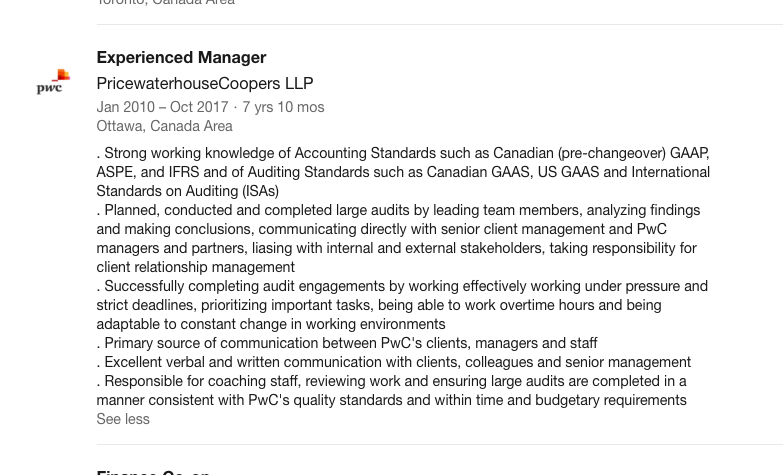 Toronto, Canada Area
Experienced Manager
pwc
PricewaterhouseCoopers LLP
Jan 2010 – Oct 2017 · 7 yrs 10 mos
Ottawa, Canada Area
. Strong working knowledge of Accounting Standards such as Canadian (pre-changeover) GAAP,
ASPE, and IFRS and of Auditing Standards such as Canadian GAAS, US GAAS and International
Standards on Auditing (ISAs)
. Planned, conducted and completed large audits by leading team members, analyzing findings
and making conclusions, communicating directly with senior client management and PwC
managers and partners, liasing with internal and external stakeholders, taking responsibility for
client relationship management
. Successfully completing audit engagements by working effectively working under pressure and
strict deadlines, prioritizing important tasks, being able to work overtime hours and being
adaptable to constant change in working environments
. Primary source of communication between PwC's clients, managers and staff
. Excellent verbal and written communication with clients, colleagues and senior management
. Responsible for coaching staff, reviewing work and ensuring large audits are completed in a
manner consistent with PwC's quality standards and within time and budgetary requirements
See less
Finance Co-op